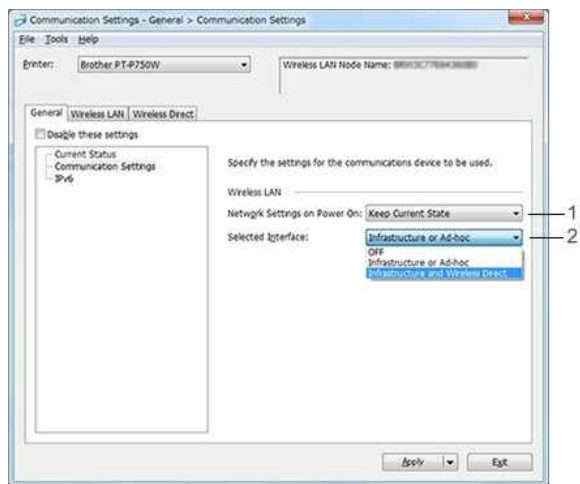 Communication Settings - General > Communication Settings
File Tools Help
Printer: Brother PT-P750W Wireless LAN Node Name:
General Wireless LAN Wireless Direct
Disable these settings
Current Status
Communication Settings
IPv6
Specify the settings for the communications device to be used.
Wireless LAN
Network Settings on Power On: Keep Current State 1
Selected Interface: Infrastructure or Ad-hoc 2
OFF
Infrastructure or Ad-hoc
Infrastructure and Wireless Direct
Apply Exit